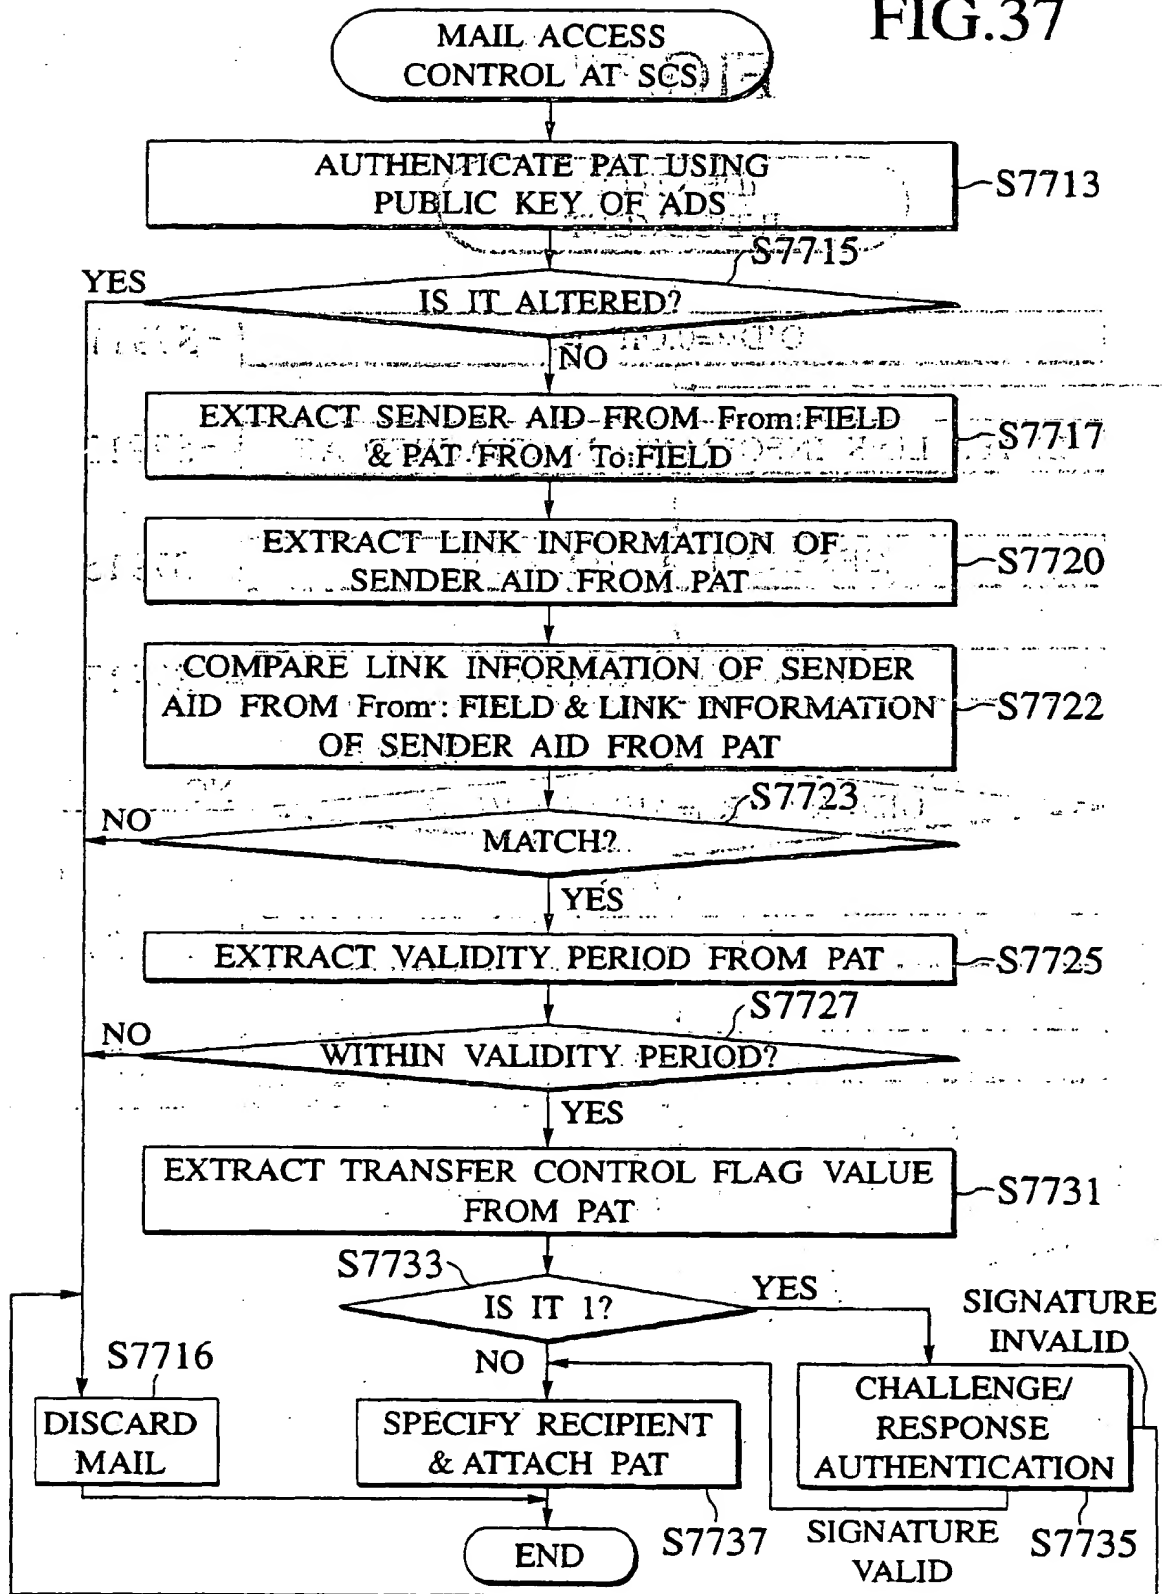 FIG.37
MAIL ACCESS
CONTROL AT SCS
AUTHENTICATE PAT USING
PUBLIC KEY OF ADS
S7713
S7715
YES
IS IT ALTERED?
NO
EXTRACT SENDER AID FROM From:FIELD
& PAT FROM To:FIELD
S7717
EXTRACT LINK INFORMATION OF
SENDER AID FROM PAT
S7720
COMPARE LINK INFORMATION OF SENDER
AID FROM From: FIELD & LINK INFORMATION
OF SENDER AID FROM PAT
S7722
S7723
NO
MATCH?
YES
EXTRACT VALIDITY PERIOD FROM PAT
S7725
S7727
NO
WITHIN VALIDITY PERIOD?
YES
EXTRACT TRANSFER CONTROL FLAG VALUE
FROM PAT
S7731
S7733
IS IT 1?
YES
SIGNATURE
INVALID
NO
S7716
DISCARD
MAIL
SPECIFY RECIPIENT
& ATTACH PAT
CHALLENGE/
RESPONSE
AUTHENTICATION
S7737
SIGNATURE
VALID
S7735
END